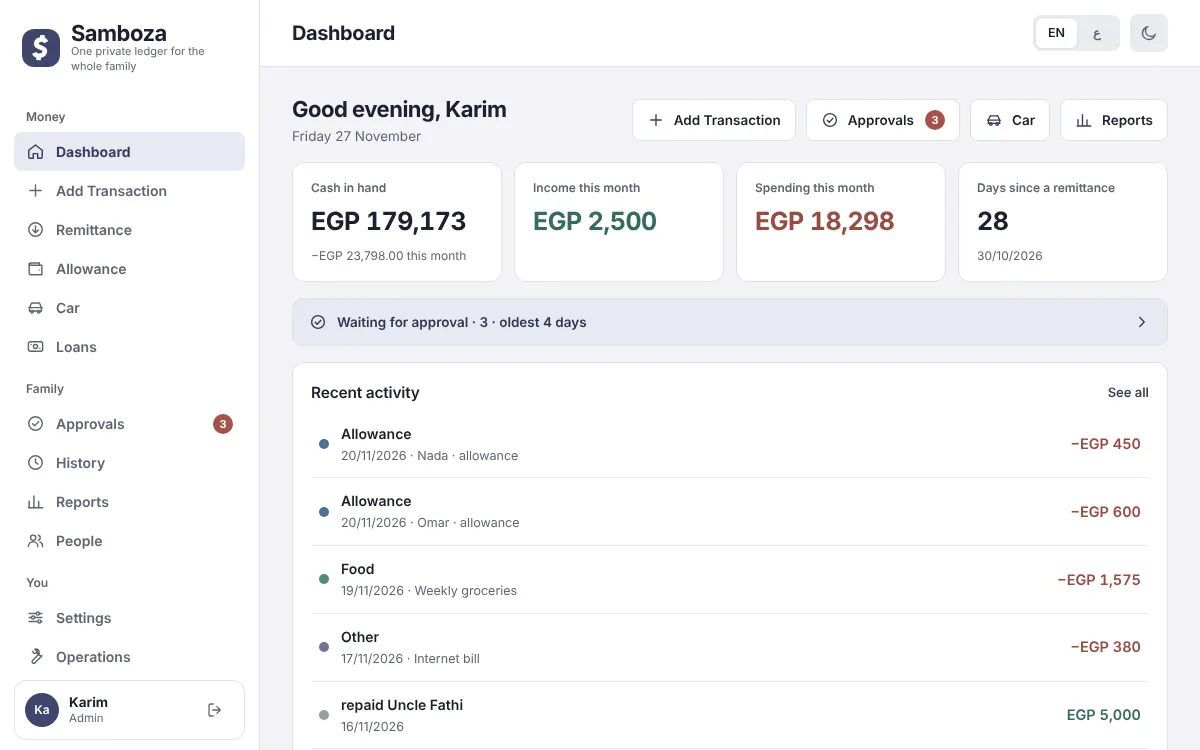 Samboza
One private ledger for the
whole family
Money
Dashboard
Add Transaction
Remittance
Allowance
Car
Loans
Family
Approvals
3
History
Reports
People
You
Settings
Operations
Ka
Karim
Admin
Dashboard
EN
ع
Good evening, Karim
Friday 27 November
Add Transaction
Approvals 3
Car
Reports
Cash in hand
EGP 179,173
−EGP 23,798.00 this month
Income this month
EGP 2,500
Spending this month
EGP 18,298
Days since a remittance
28
30/10/2026
Waiting for approval · 3 · oldest 4 days
Recent activity
See all
Allowance
20/11/2026 · Nada · allowance
−EGP 450
Allowance
20/11/2026 · Omar · allowance
−EGP 600
Food
19/11/2026 · Weekly groceries
−EGP 1,575
Other
17/11/2026 · Internet bill
−EGP 380
repaid Uncle Fathi
16/11/2026
EGP 5,000